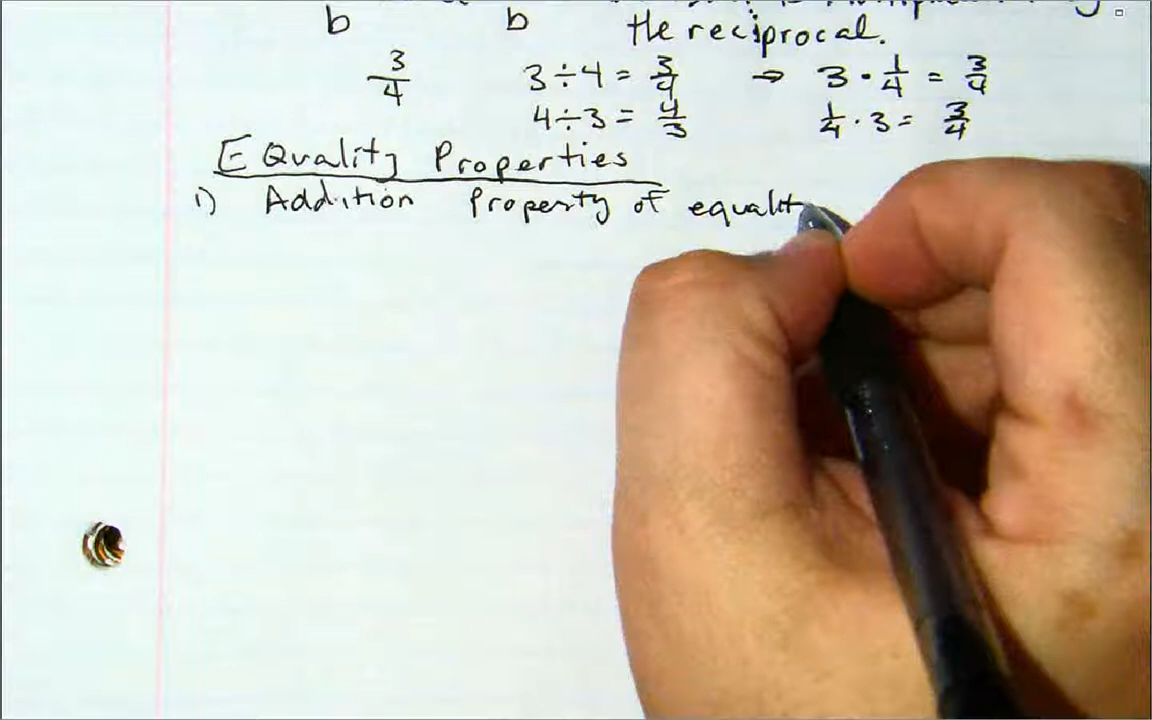 b b the reciprocal.
3/4 3÷4 = 3/4 → 3 · 1/4 = 3/4
4÷3 = 4/3 1/4 · 3 = 3/4
Equality Properties
1) Addition Property of equalit